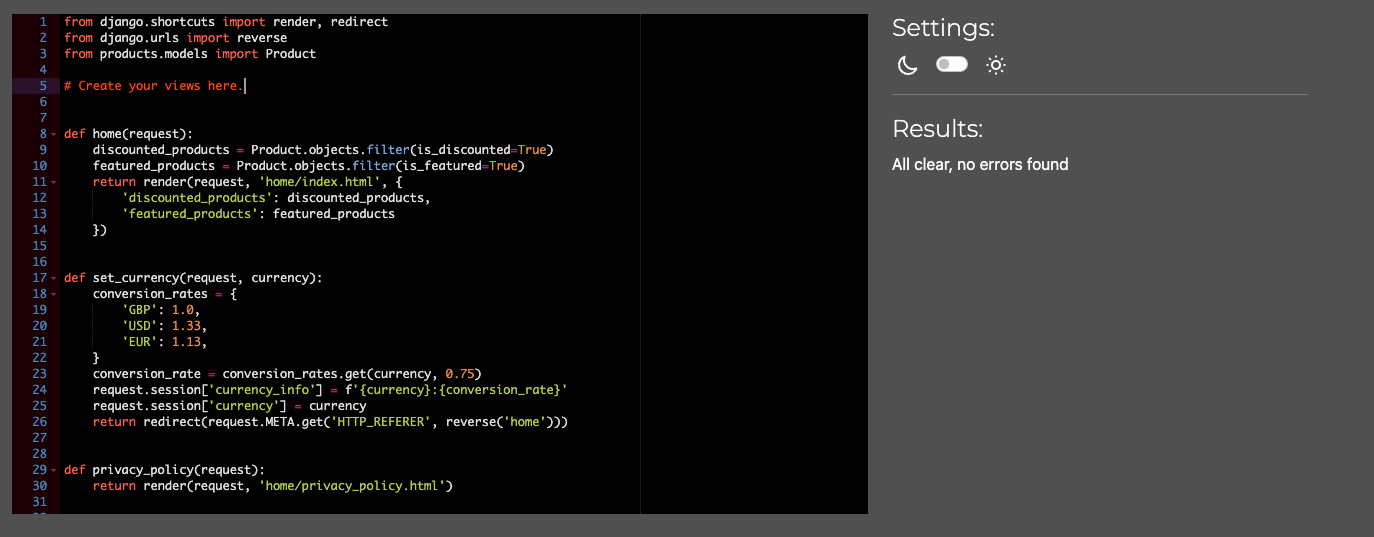 1 from django.shortcuts import render, redirect
2 from django.urls import reverse
3 from products.models import Product
4
5 # Create your views here.
6
7
8 def home(request):
9     discounted_products = Product.objects.filter(is_discounted=True)
10     featured_products = Product.objects.filter(is_featured=True)
11     return render(request, 'home/index.html', {
12         'discounted_products': discounted_products,
13         'featured_products': featured_products
14     })
15
16
17 def set_currency(request, currency):
18     conversion_rates = {
19         'GBP': 1.0,
20         'USD': 1.33,
21         'EUR': 1.13,
22     }
23     conversion_rate = conversion_rates.get(currency, 0.75)
24     request.session['currency_info'] = f'{currency}:{conversion_rate}'
25     request.session['currency'] = currency
26     return redirect(request.META.get('HTTP_REFERER', reverse('home')))
27
28
29 def privacy_policy(request):
30     return render(request, 'home/privacy_policy.html')
31
Settings:
Results:
All clear, no errors found